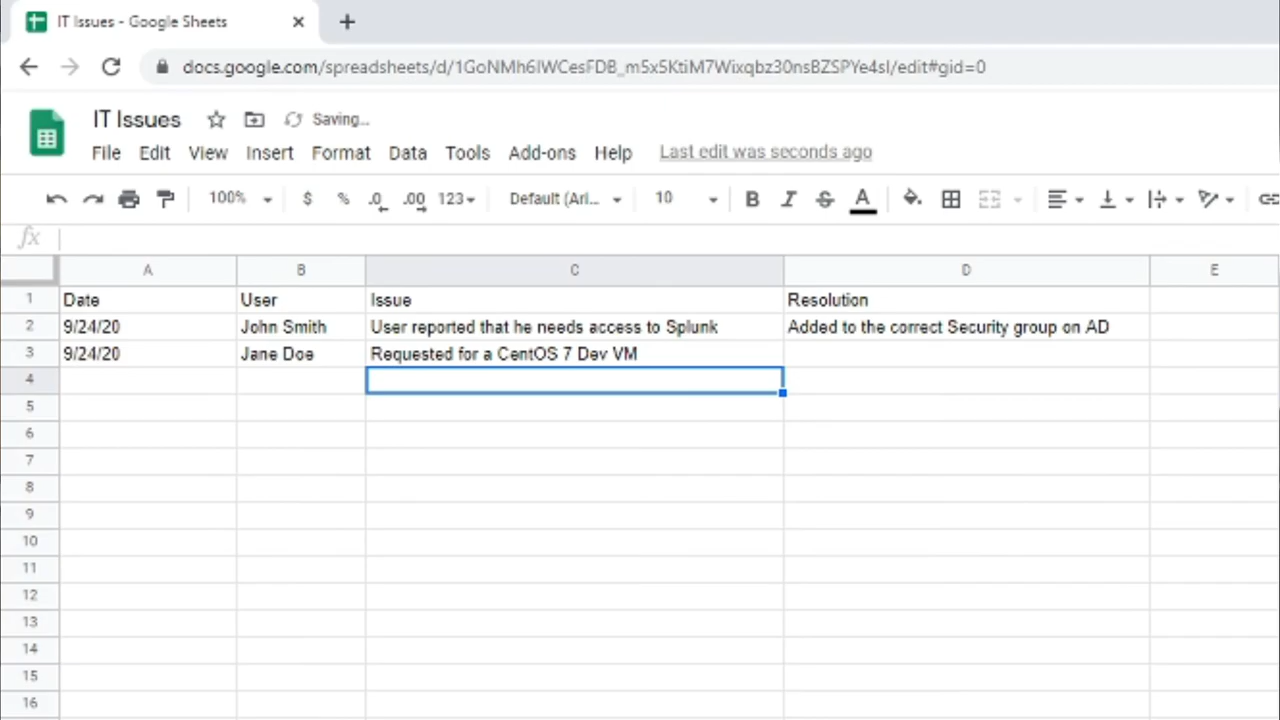 IT Issues - Google Sheets
docs.google.com/spreadsheets/d/1GoNMh6IWCesFDB_m5x5KtiM7Wixqbz30nsBZSPYe4sI/edit#gid=0
IT Issues Saving...
File Edit View Insert Format Data Tools Add-ons Help Last edit was seconds ago
100% $ % .0 .00 123 Default (Ari... 10 B I S A
fx
A B C D E
1 Date User Issue Resolution
2 9/24/20 John Smith User reported that he needs access to Splunk Added to the correct Security group on AD
3 9/24/20 Jane Doe Requested for a CentOS 7 Dev VM
4
5
6
7
8
9
10
11
12
13
14
15
16